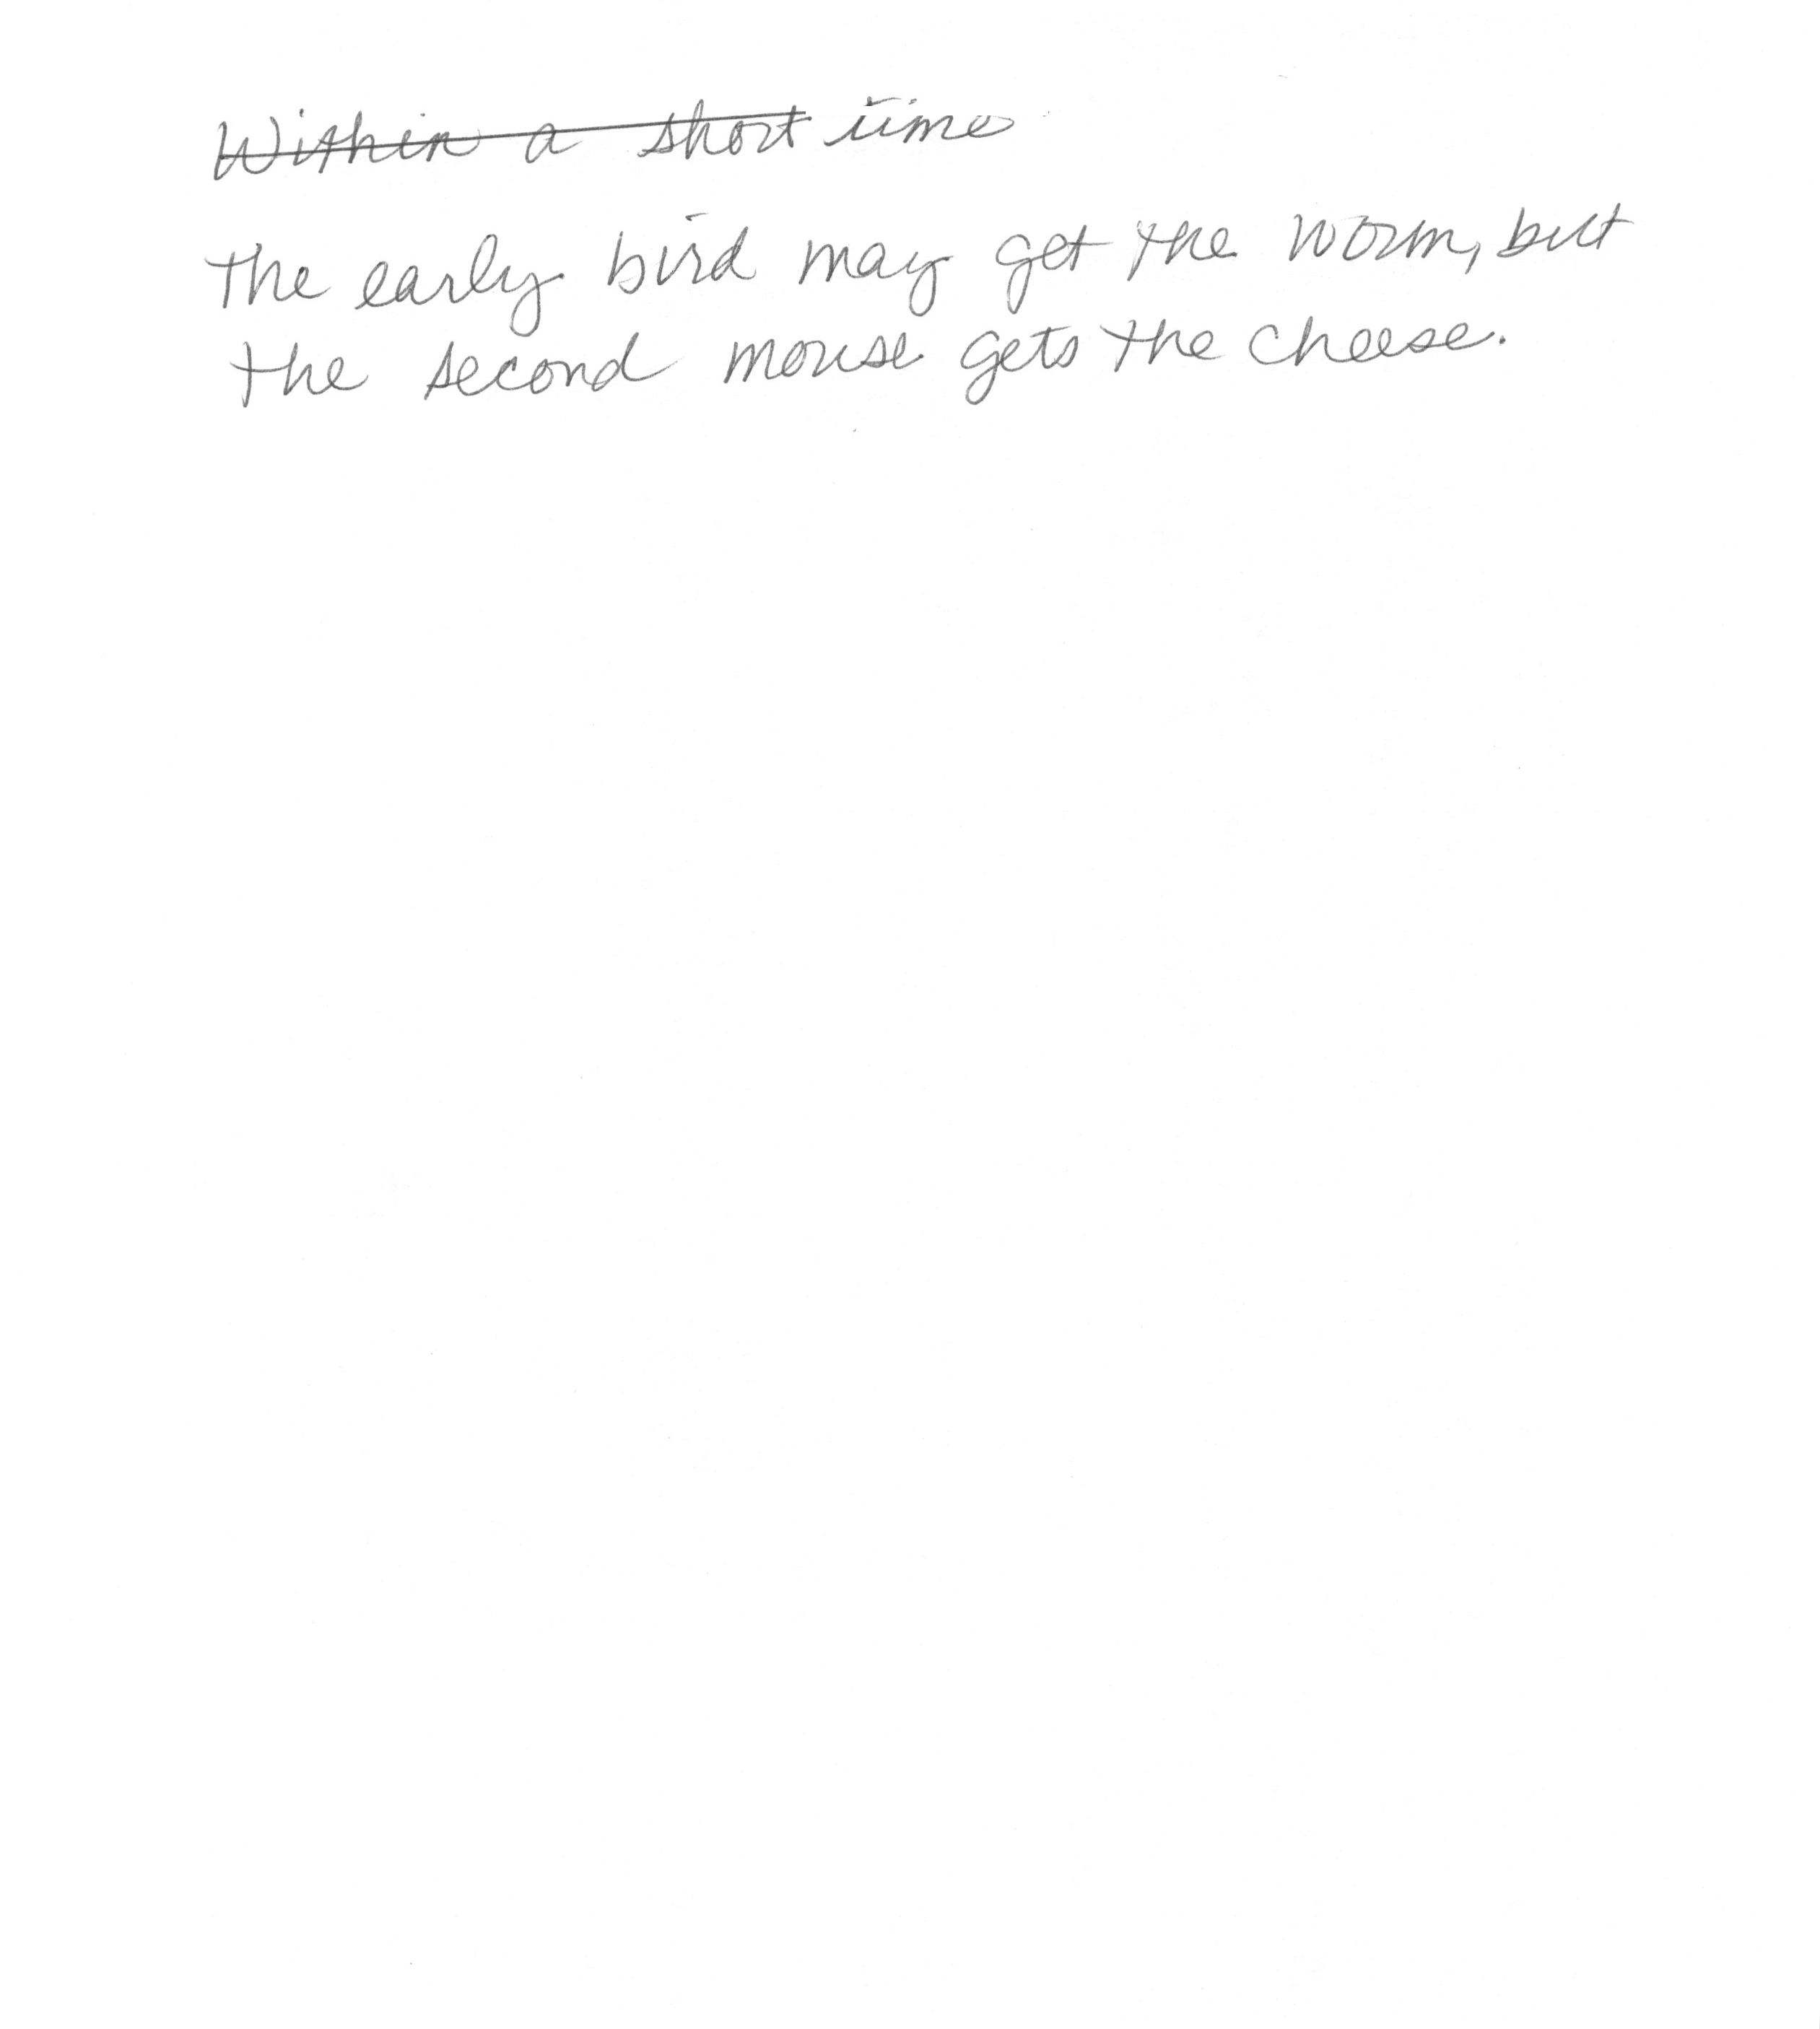 Within a short time
The early bird may get the worm, but
the second mouse gets the cheese.